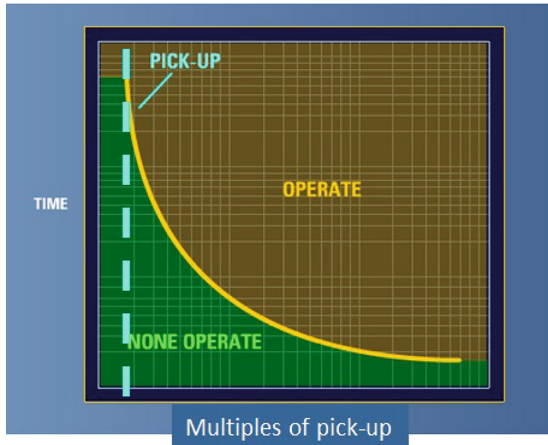 PICK-UP
OPERATE
TIME
NONE OPERATE
Multiples of pick-up